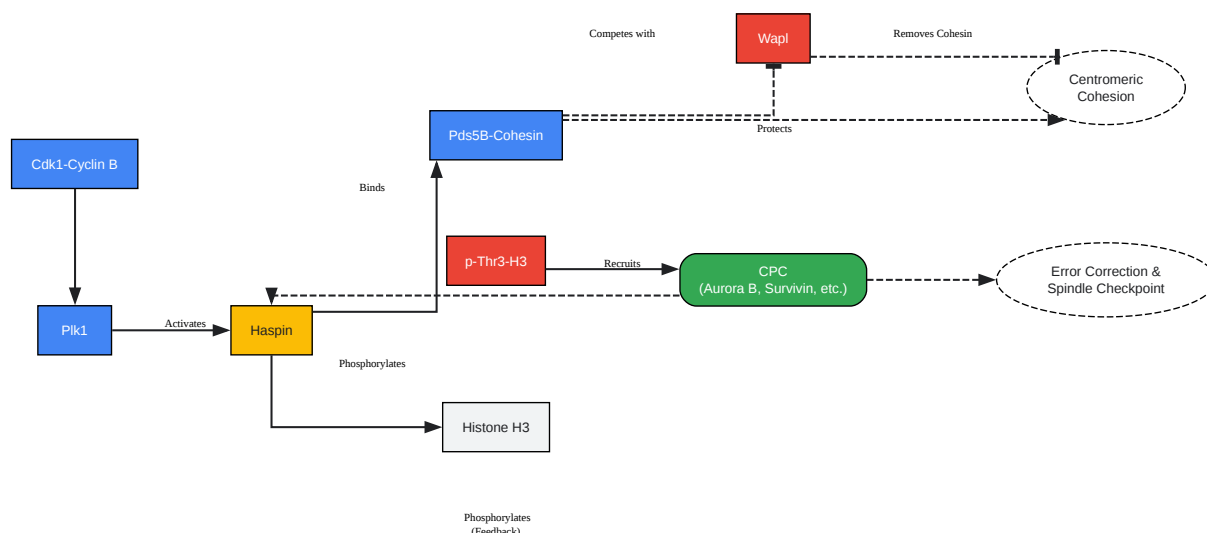 Competes with
Wapl
Removes Cohesin
Centromeric
Cohesion
Pds5B-Cohesin
Protects
Cdk1-Cyclin B
Binds
p-Thr3-H3
Recruits
CPC
(Aurora B, Survivin, etc.)
Error Correction &
Spindle Checkpoint
Plk1
Activates
Haspin
Phosphorylates
Histone H3
Phosphorylates
(Feedback)